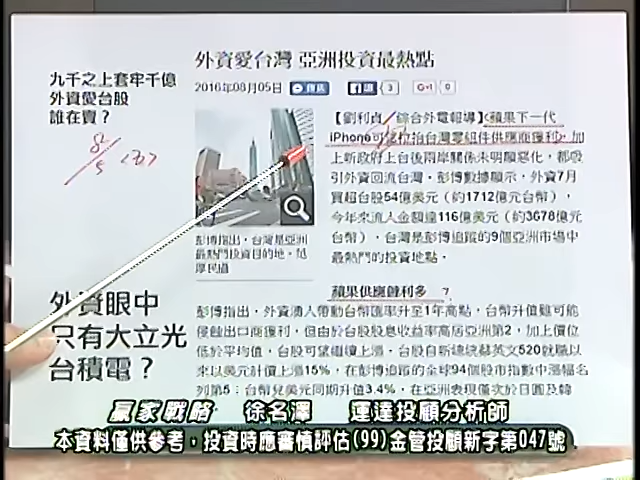 外資愛台灣 亞洲投資最熱點
2016年08月05日
3
G+1
0
九千之上套牢千億
外資愛台股
誰在賣?
8/5
【劉利貞/綜合外電報導】蘋果下一代
iPhone可望拉抬台灣零組件供應商獲利,加
上新政府上台後兩岸關係未明顯惡化,都吸
引外資回流台灣。彭博數據顯示,外資7月
買超台股54億美元(約1712億元台幣),
今年來流入金額達116億美元(約3678億元
台幣),台灣是彭博追蹤的9個亞洲市場中
最熱門的投資地點。
彭博指出,台灣是亞洲
最熱門投資目的地。范
厚民攝
蘋果供應鏈利多
外資眼中
只有大立光
台積電?
彭博指出,外資湧入帶動台幣匯率升至1年高點,台幣升值雖可能
侵蝕出口商獲利,但由於台股股息收益率高居亞洲第2,加上價位
低於平均值,台股可望繼續上漲。台股自新總統蔡英文520就職以
來以美元計價上漲15%,在彭博追蹤的全球94個股市指數中漲幅名
列第5;台幣兌美元同期升值3.4%,在亞洲表現僅次於日圓及韓
贏家戰略 徐名澤 運達投顧分析師
本資料僅供參考,投資時應審慎評估(99)金管投顧新字第047號